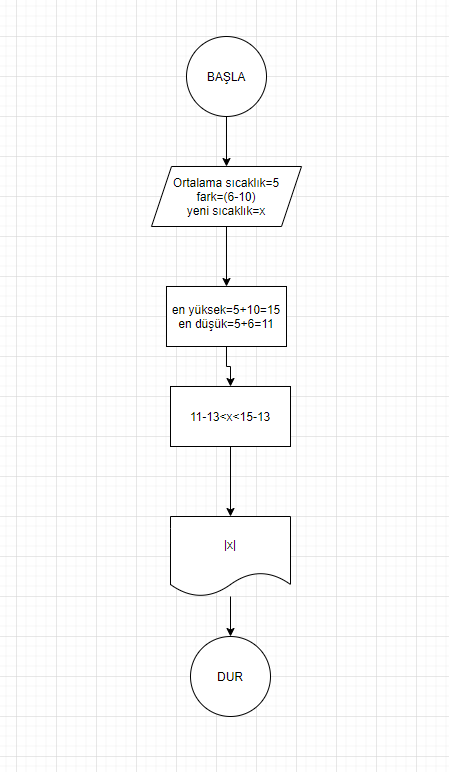 BAŞLA
Ortalama sıcaklık=5
fark=(6-10)
yeni sıcaklık=x
en yüksek=5+10=15
en düşük=5+6=11
11-13<x<15-13
|x|
DUR